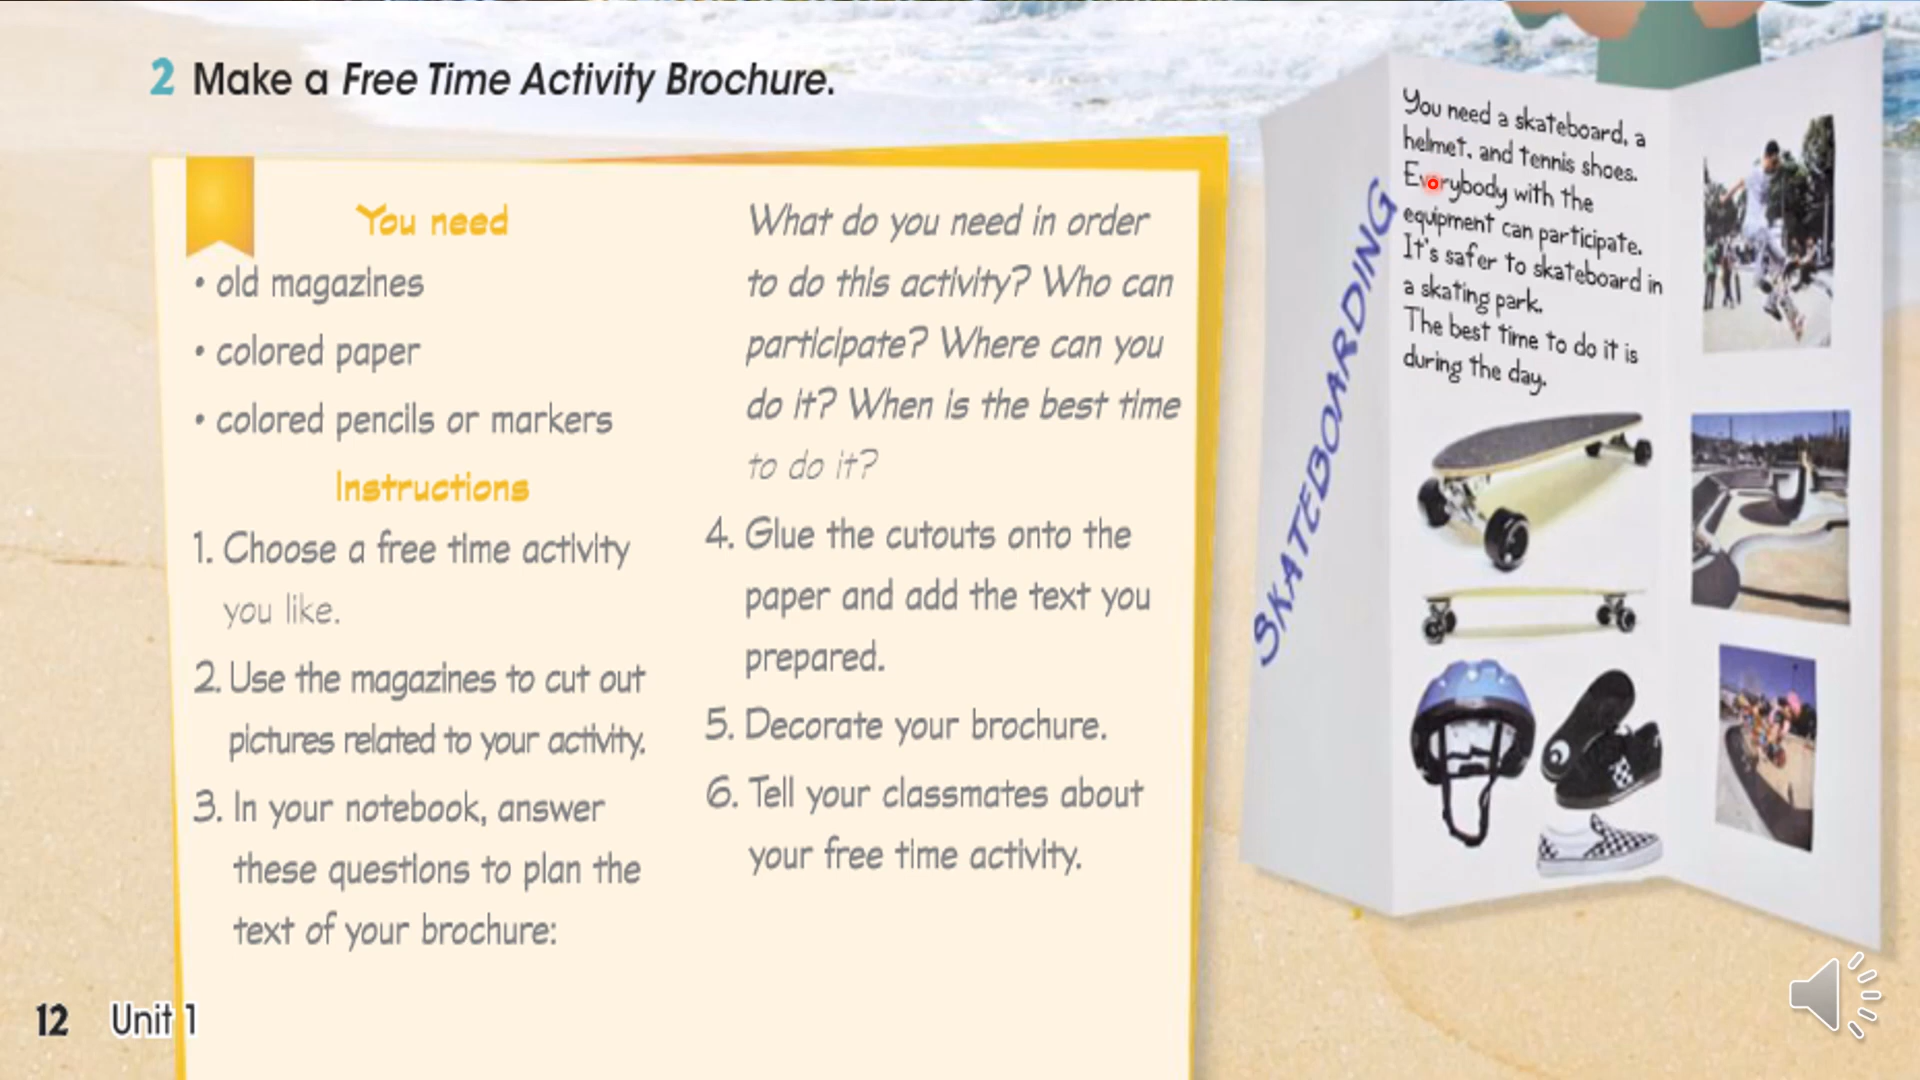 2 Make a Free Time Activity Brochure.
You need
• old magazines
• colored paper
• colored pencils or markers
Instructions
1. Choose a free time activity
you like.
2. Use the magazines to cut out
pictures related to your activity.
3. In your notebook, answer
these questions to plan the
text of your brochure:
What do you need in order
to do this activity? Who can
participate? Where can you
do it? When is the best time
to do it?
4. Glue the cutouts onto the
paper and add the text you
prepared.
5. Decorate your brochure.
6. Tell your classmates about
your free time activity.
SKATEBOARDING
You need a skateboard, a
helmet, and tennis shoes.
Everybody with the
equipment can participate.
It's safer to skateboard in
a skating park.
The best time to do it is
during the day.
12 Unit 1